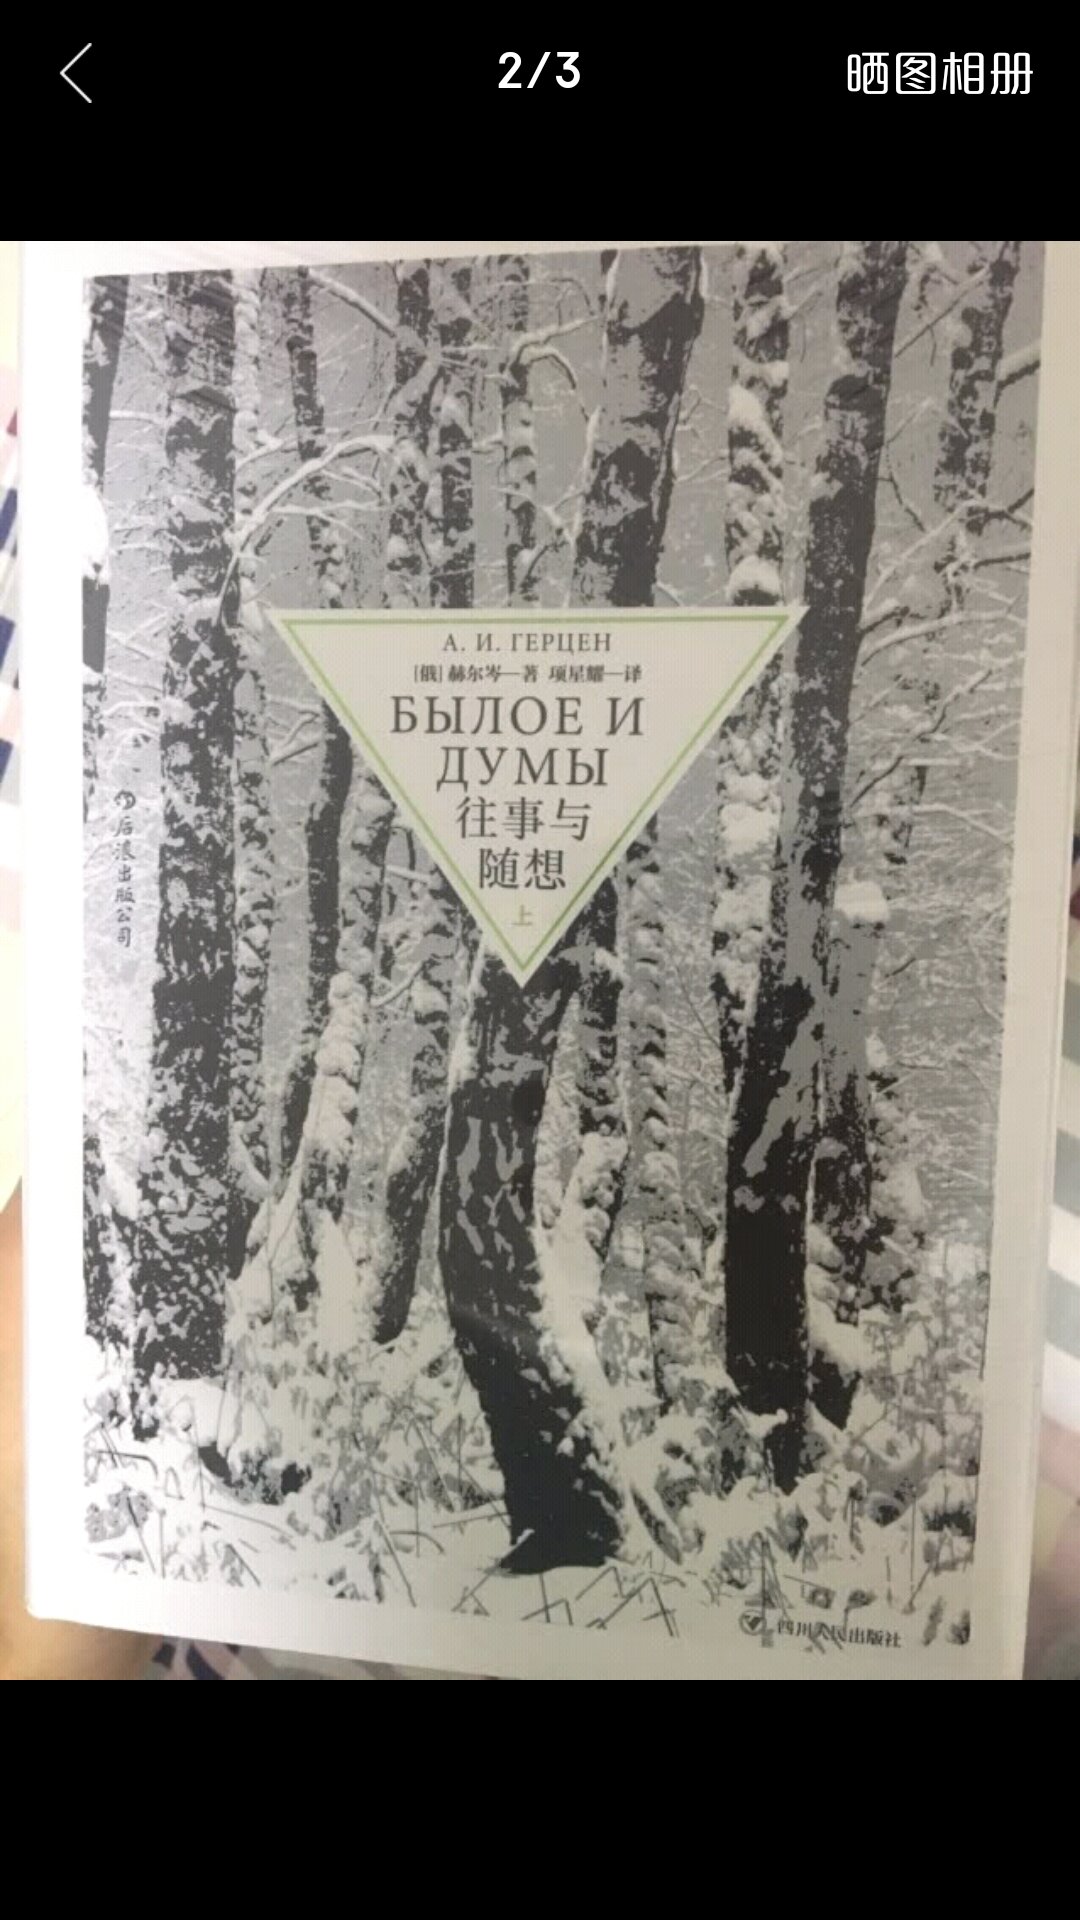 2/3
晒图相册
А. И. ГЕРЦЕН
[俄]赫尔岑—著 项星耀—译
БЫЛОЕ И
ДУМЫ
往事与
随想
上
后浪出版公司
四川人民出版社